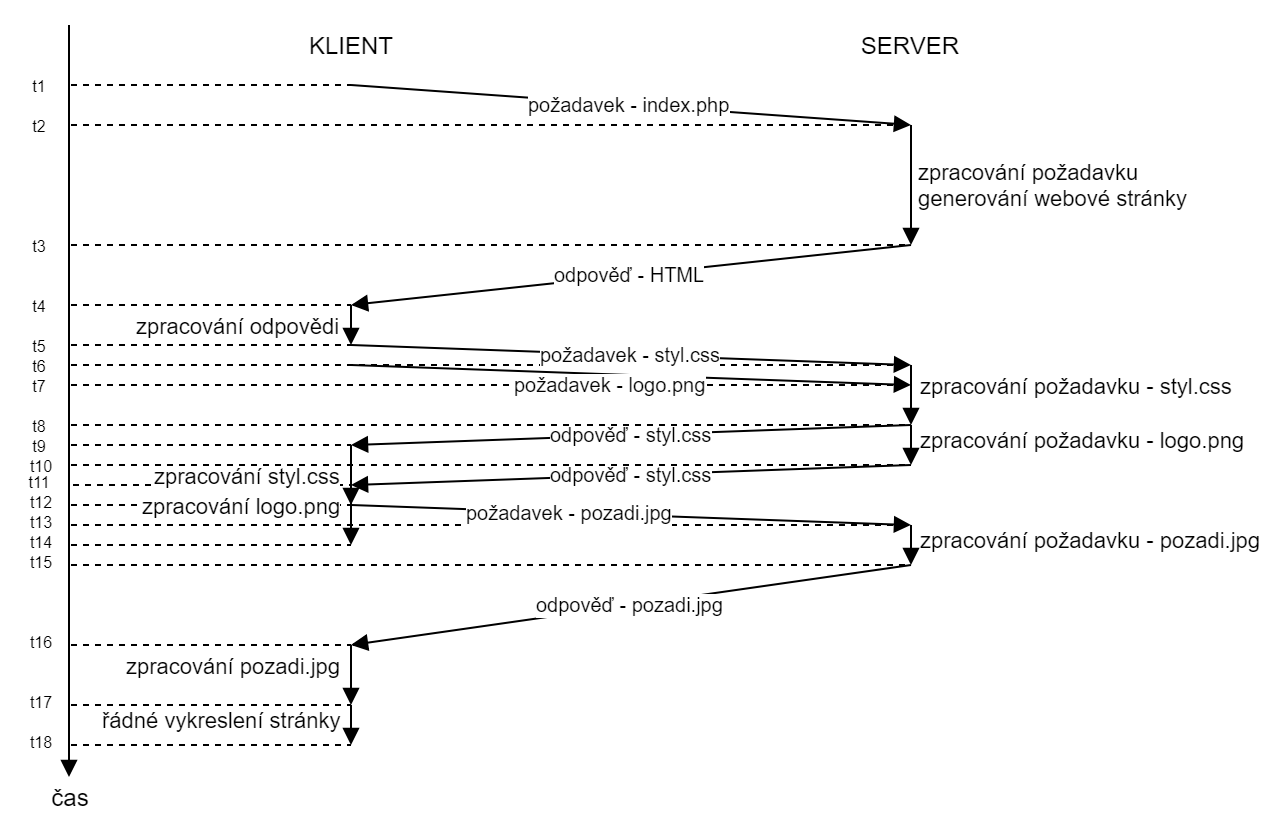 KLIENT
SERVER
t1
požadavek - index.php
t2
zpracování požadavku
generování webové stránky
t3
odpověď - HTML
t4
zpracování odpovědi
t5
požadavek - styl.css
t6
t7
požadavek - logo.png
zpracování požadavku - styl.css
t8
odpověď - styl.css
zpracování požadavku - logo.png
t9
t10
zpracování styl.css
odpověď - styl.css
t11
t12
zpracování logo.png
požadavek - pozadi.jpg
t13
t14
zpracování požadavku - pozadi.jpg
t15
odpověď - pozadi.jpg
t16
zpracování pozadi.jpg
t17
řádné vykreslení stránky
t18
čas